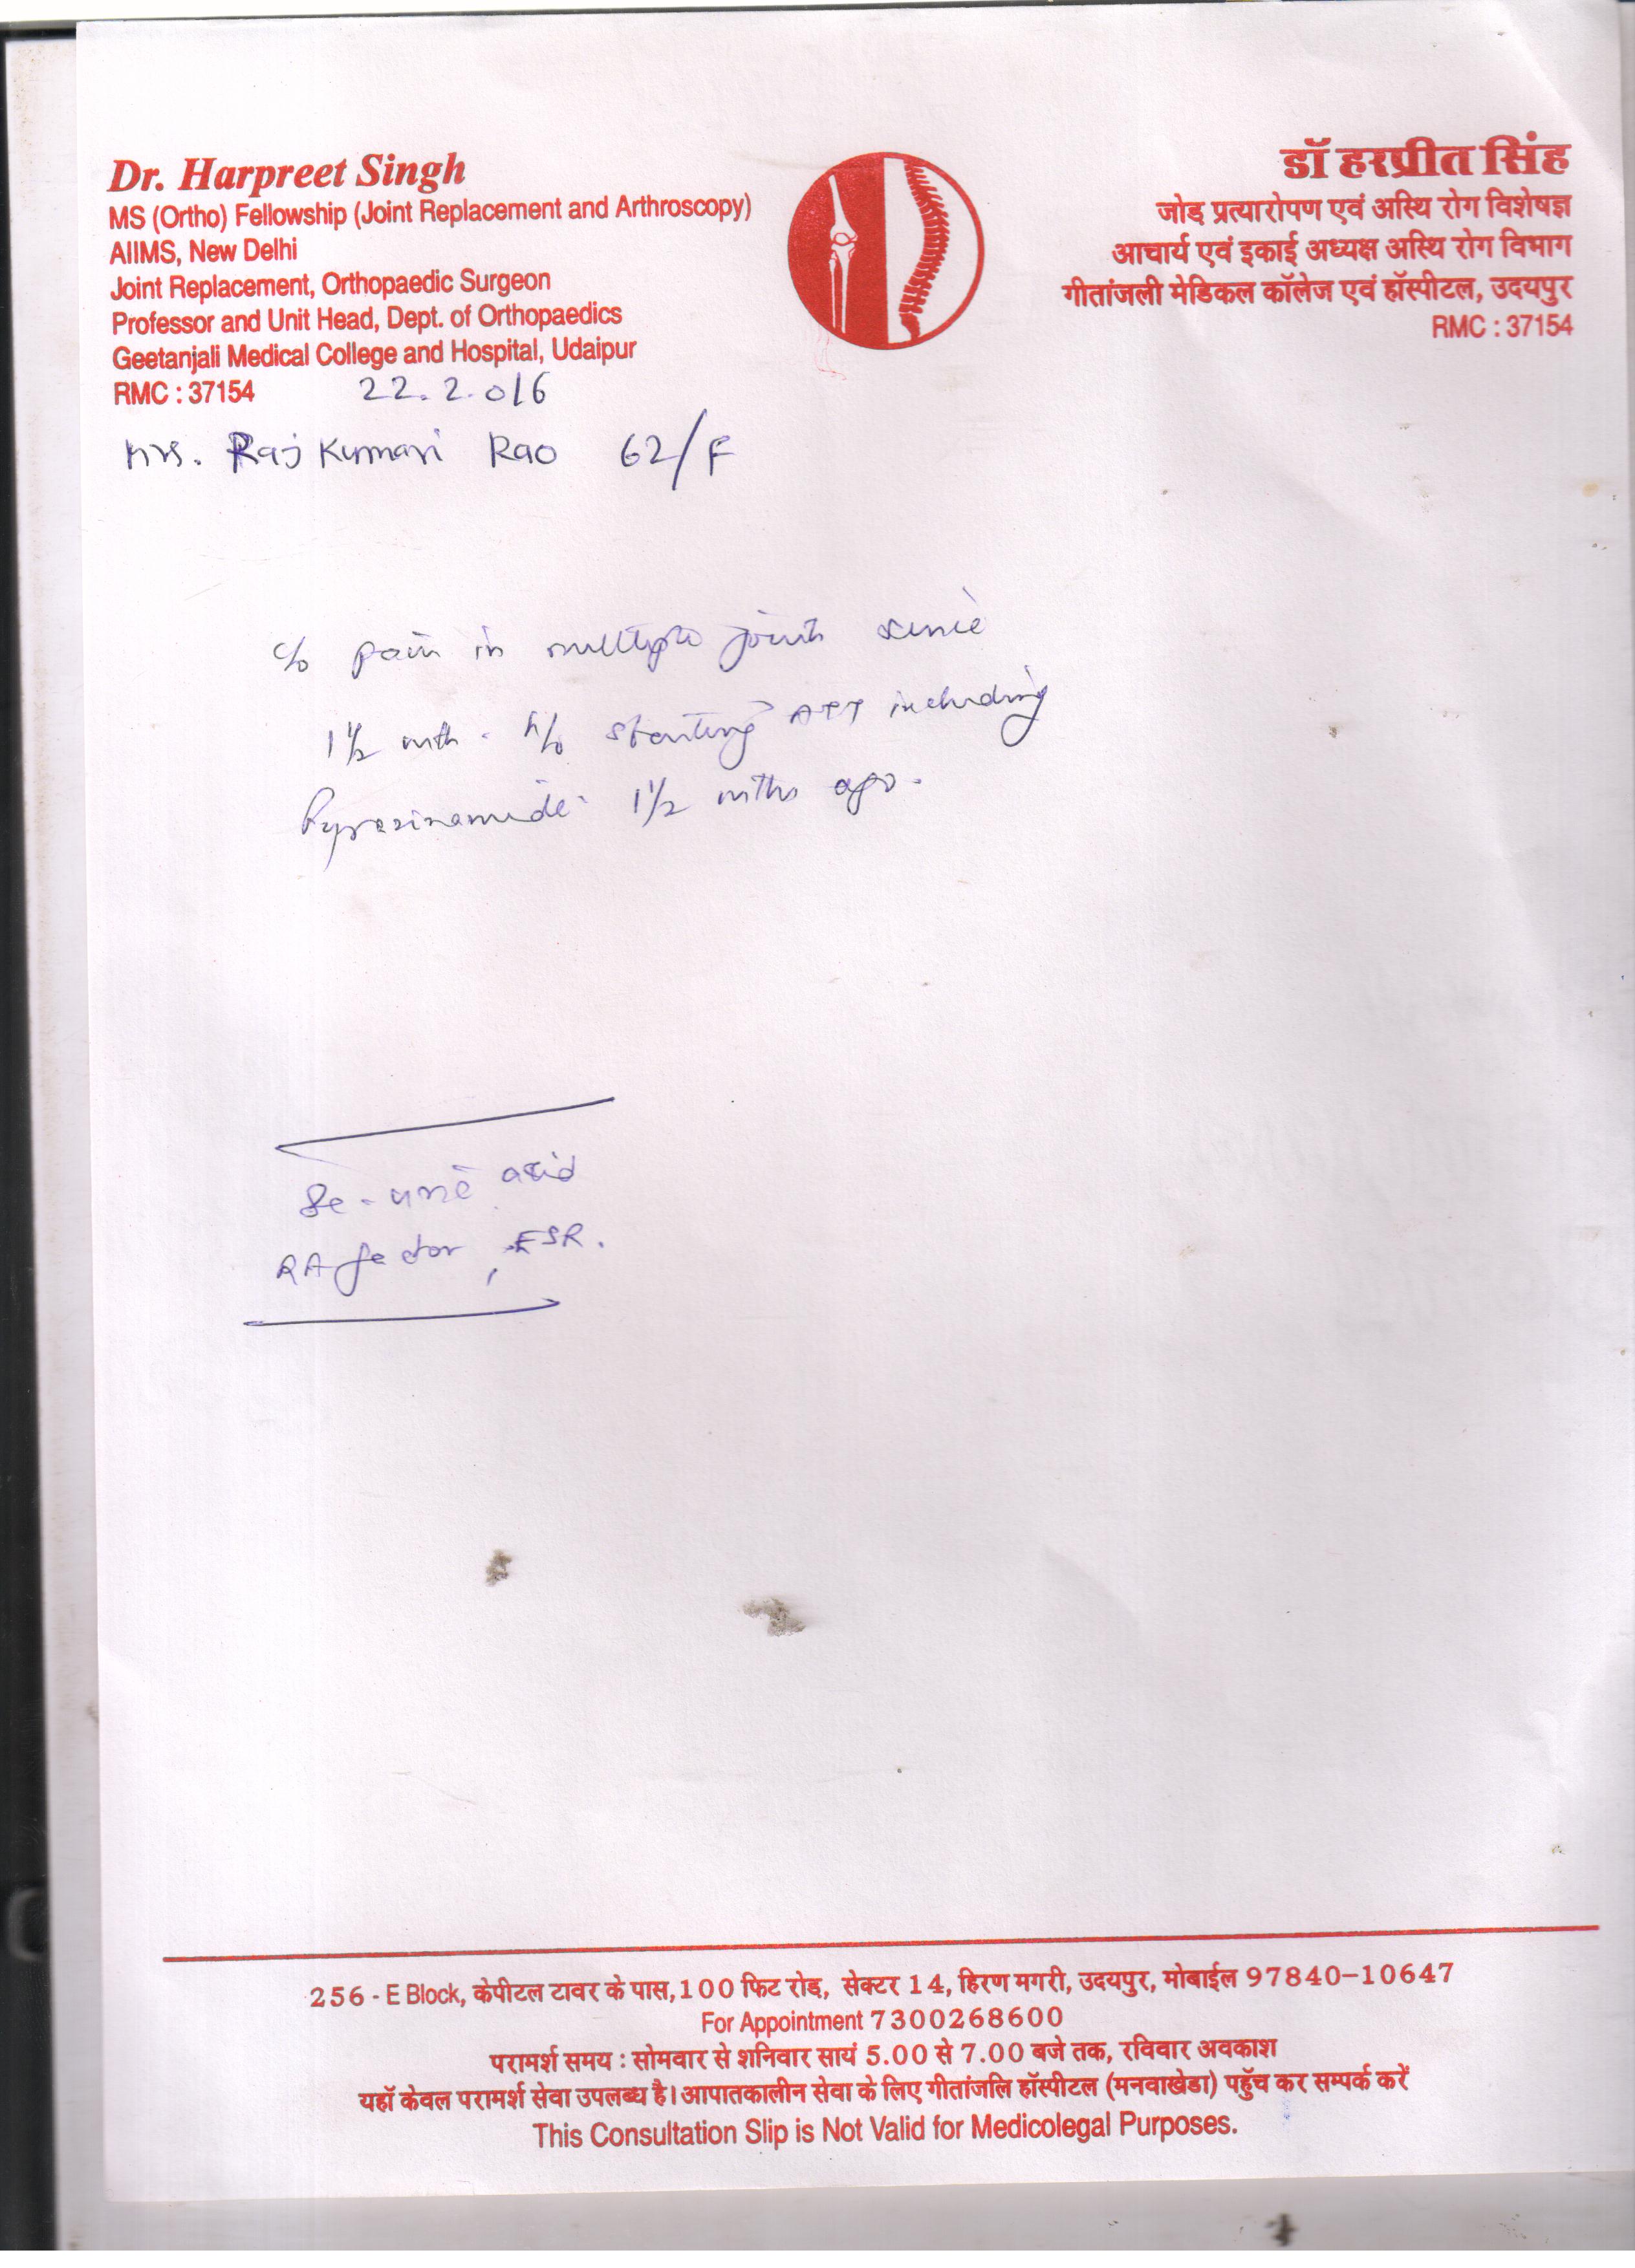 Dr. Harpreet Singh
MS (Ortho) Fellowship (Joint Replacement and Arthroscopy)
AIIMS, New Delhi
Joint Replacement, Orthopaedic Surgeon
Professor and Unit Head, Dept. of Orthopaedics
Geetanjali Medical College and Hospital, Udaipur
RMC : 37154
डॉ हरप्रीत सिंह
जोड़ प्रत्यारोपण एवं अस्थि रोग विशेषज्ञ
आचार्य एवं इकाई अध्यक्ष अस्थि रोग विभाग
गीतांजली मेडिकल कॉलेज एवं हॉस्पीटल, उदयपुर
RMC : 37154
22.2.016
Mrs. Raj Kumari Rao 62/F
c/o pain in multiple joints since
1½ mth. h/o starting ATT including
Pyrazinamide 1½ mths ago.
Se-uric acid
RA factor, ESR.
256 - E Block, केपीटल टावर के पास, 100 फिट रोड़, सेक्टर 14, हिरण मगरी, उदयपुर, मोबाईल 97840-10647
For Appointment 7300268600
परामर्श समय : सोमवार से शनिवार सायं 5.00 से 7.00 बजे तक, रविवार अवकाश
यहाँ केवल परामर्श सेवा उपलब्ध है। आपातकालीन सेवा के लिए गीतांजलि हॉस्पीटल (मनवाखेडा) पहुँच कर सम्पर्क करें
This Consultation Slip is Not Valid for Medicolegal Purposes.